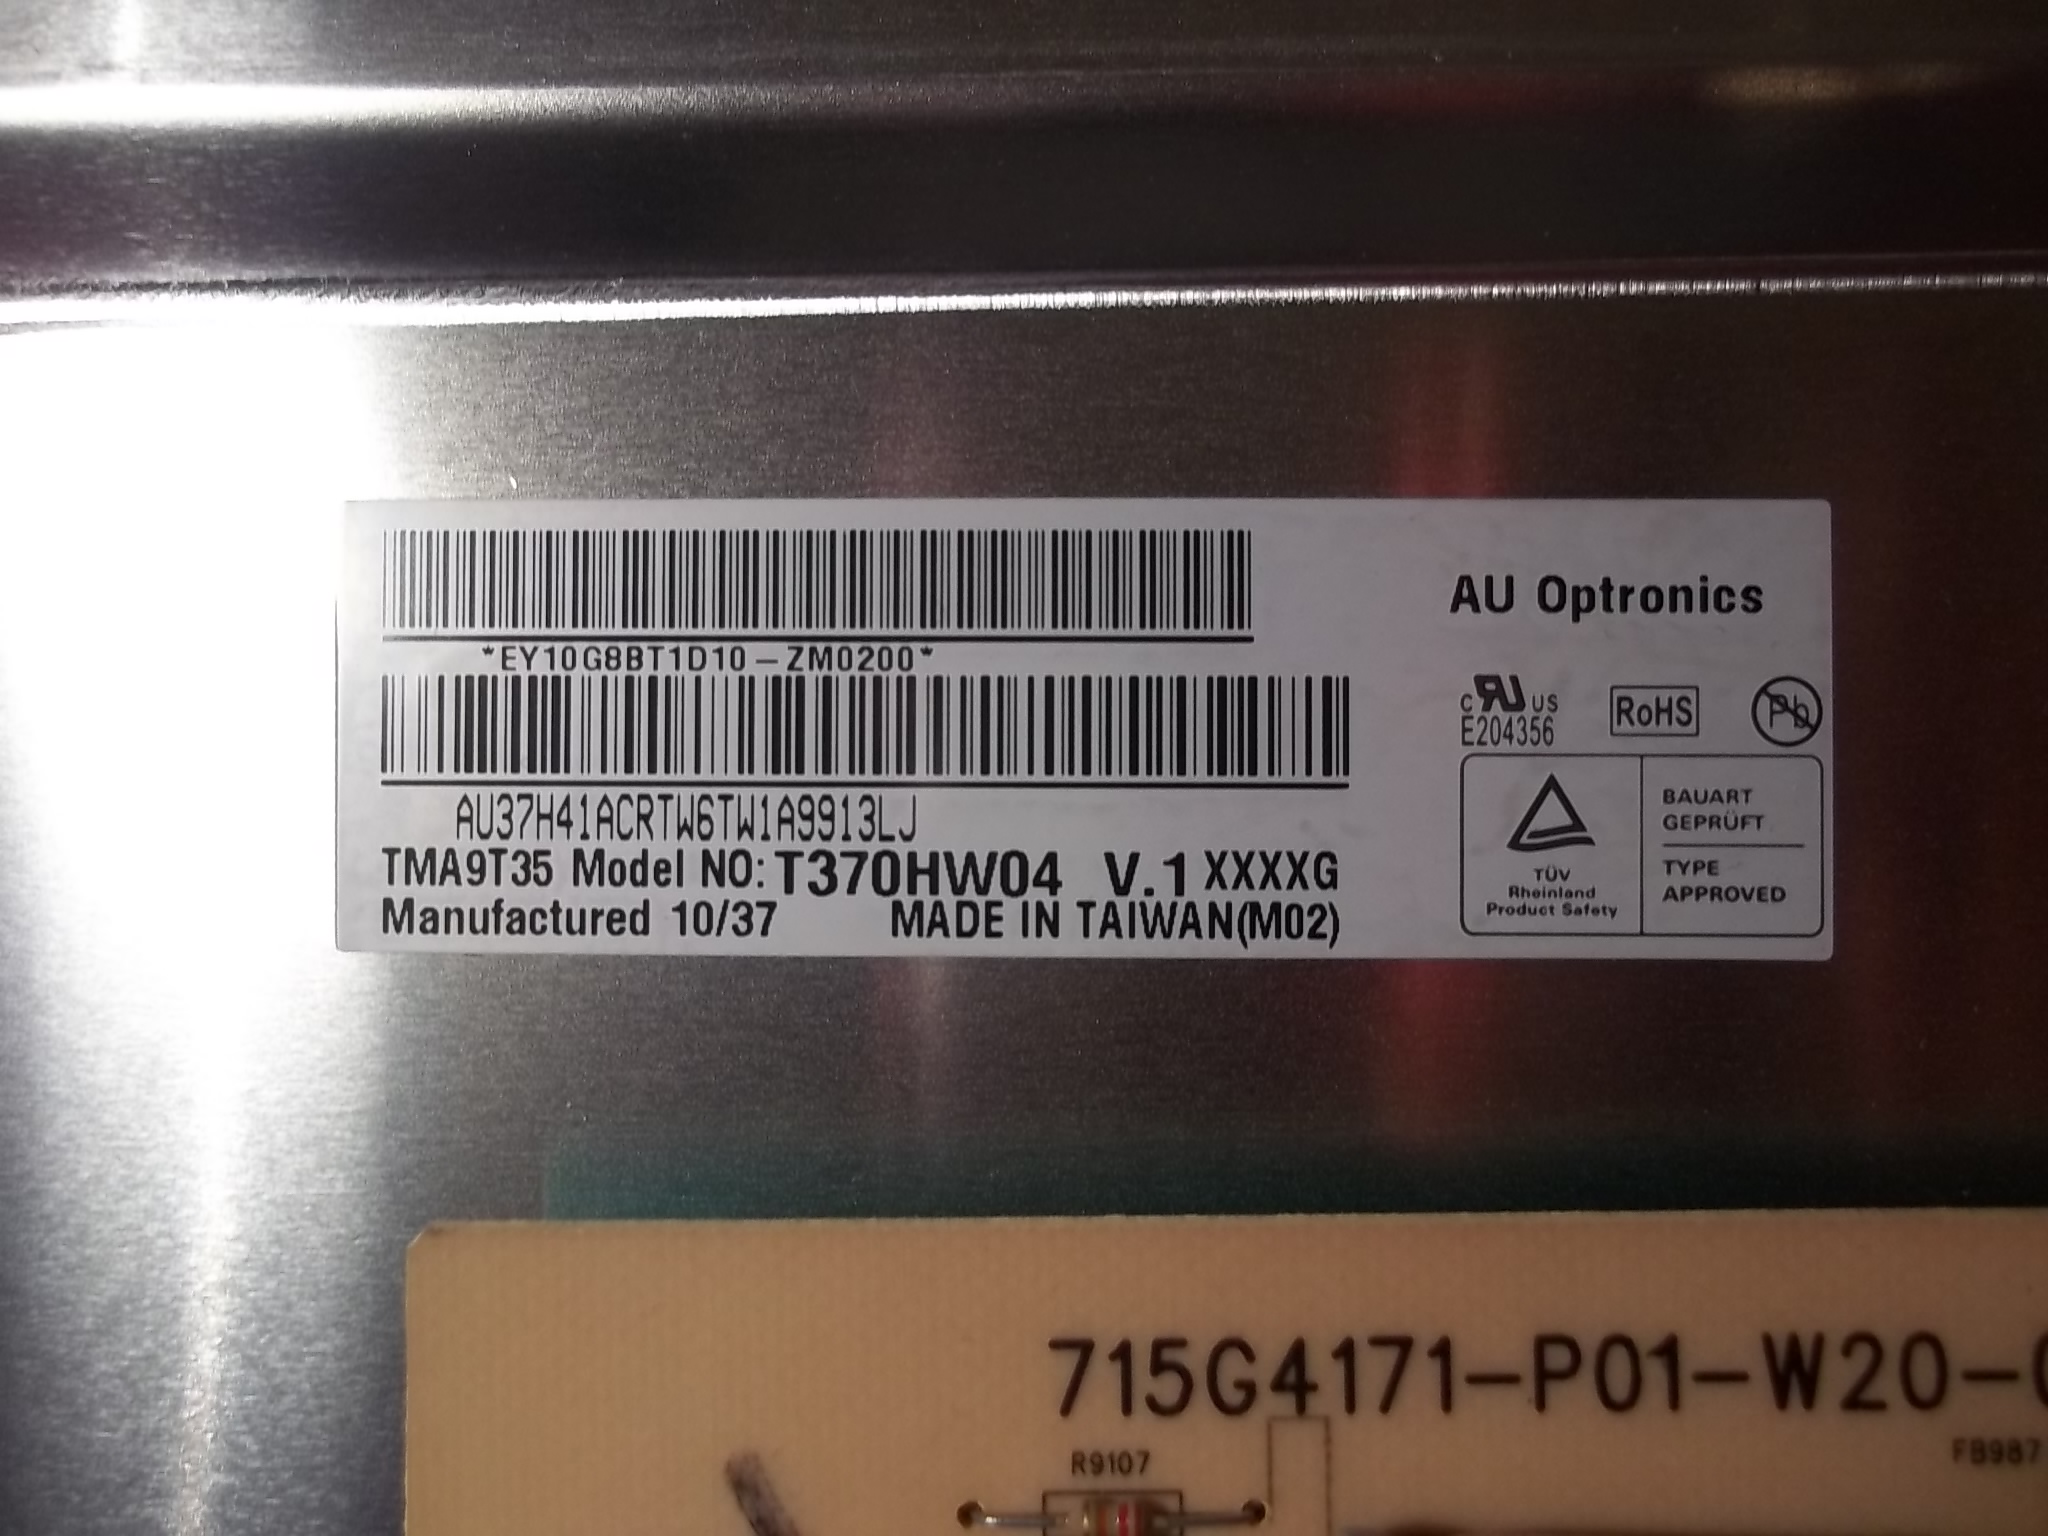 *EY10G8BT1D10-ZM0200*
AU37H41ACRTW6TW1A9913LJ
TMA9T35 Model NO: T370HW04 V.1 XXXXG
Manufactured 10/37 MADE IN TAIWAN(M02)
AU Optronics
c RU US
E204356
RoHS
Pb
TÜV
Rheinland
Product Safety
BAUART
GEPRÜFT
TYPE
APPROVED
715G4171-P01-W20-
R9107
FB987